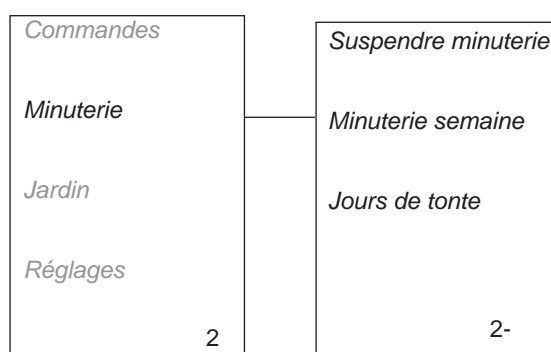 Commandes
Minuterie
Jardin
Réglages
2
Suspendre minuterie
Minuterie semaine
Jours de tonte
2-